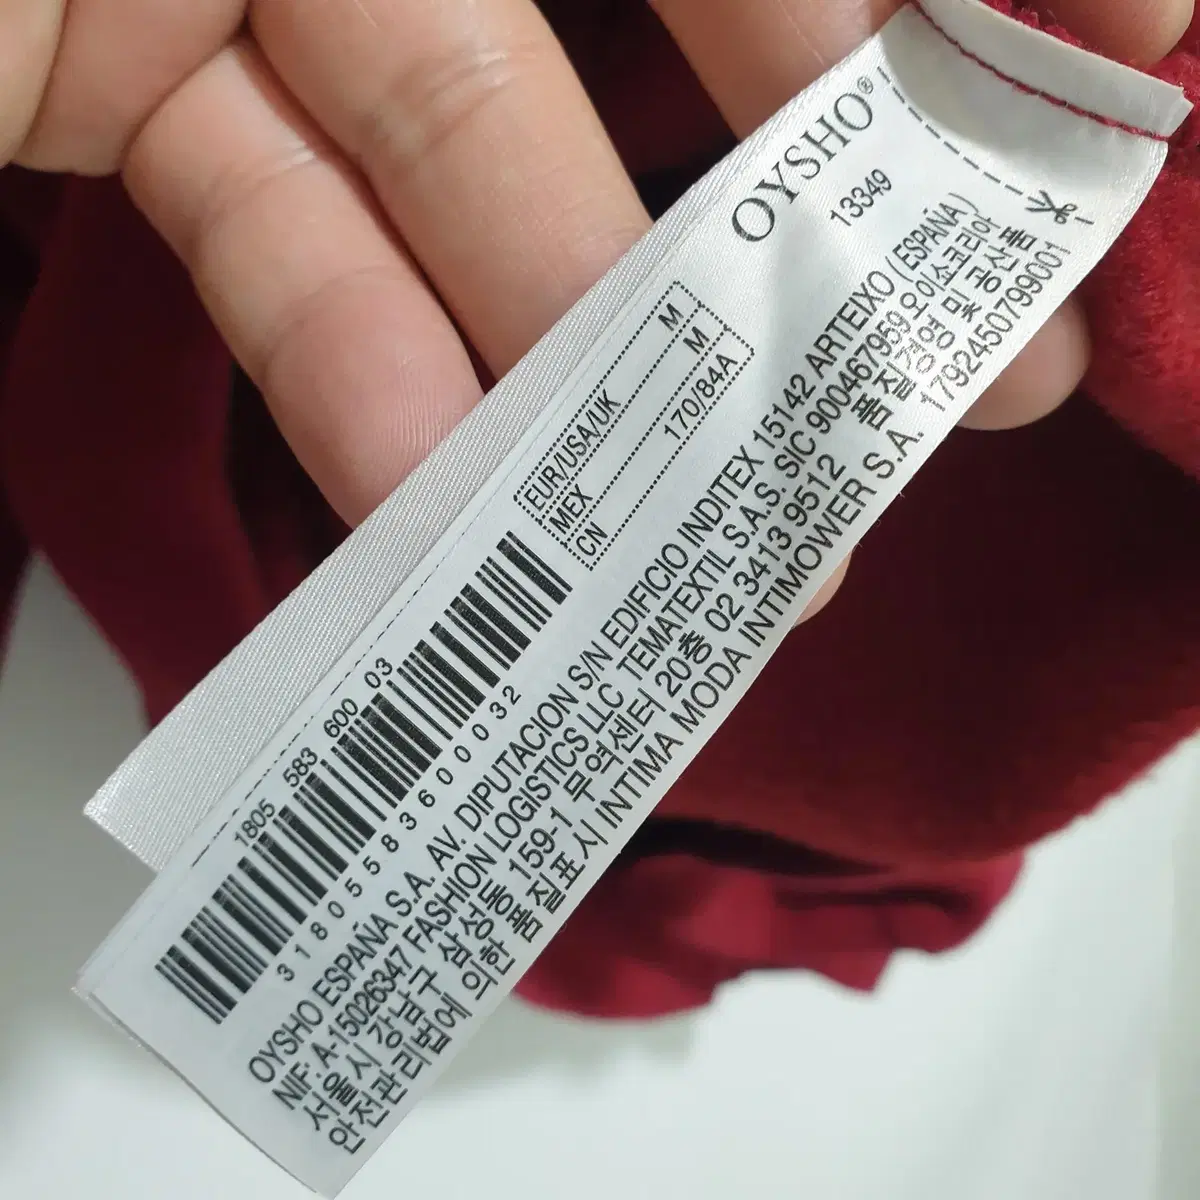 OYSHO®
13349
EUR/USA/UK M
MEX M
CN 170/84A
1805 583 600 03
3180558360032
OYSHO ESPAÑA S.A. AV. DIPUTACION S/N EDIFICIO INDITEX 15142 ARTEIXO (ESPAÑA)
NIF: A-15026347 FASHION LOGISTICS LLC TEMATEXTIL S.A.S. SIC 900467959 오이쇼코리아
서울시 강남구 삼성동 159-1 무역센터 20층 02 3413 9512 품질경영 및 공산품
안전관리법에 의한 품질표시 INTIMA MODA INTIMOWER S.A. 1792450799001